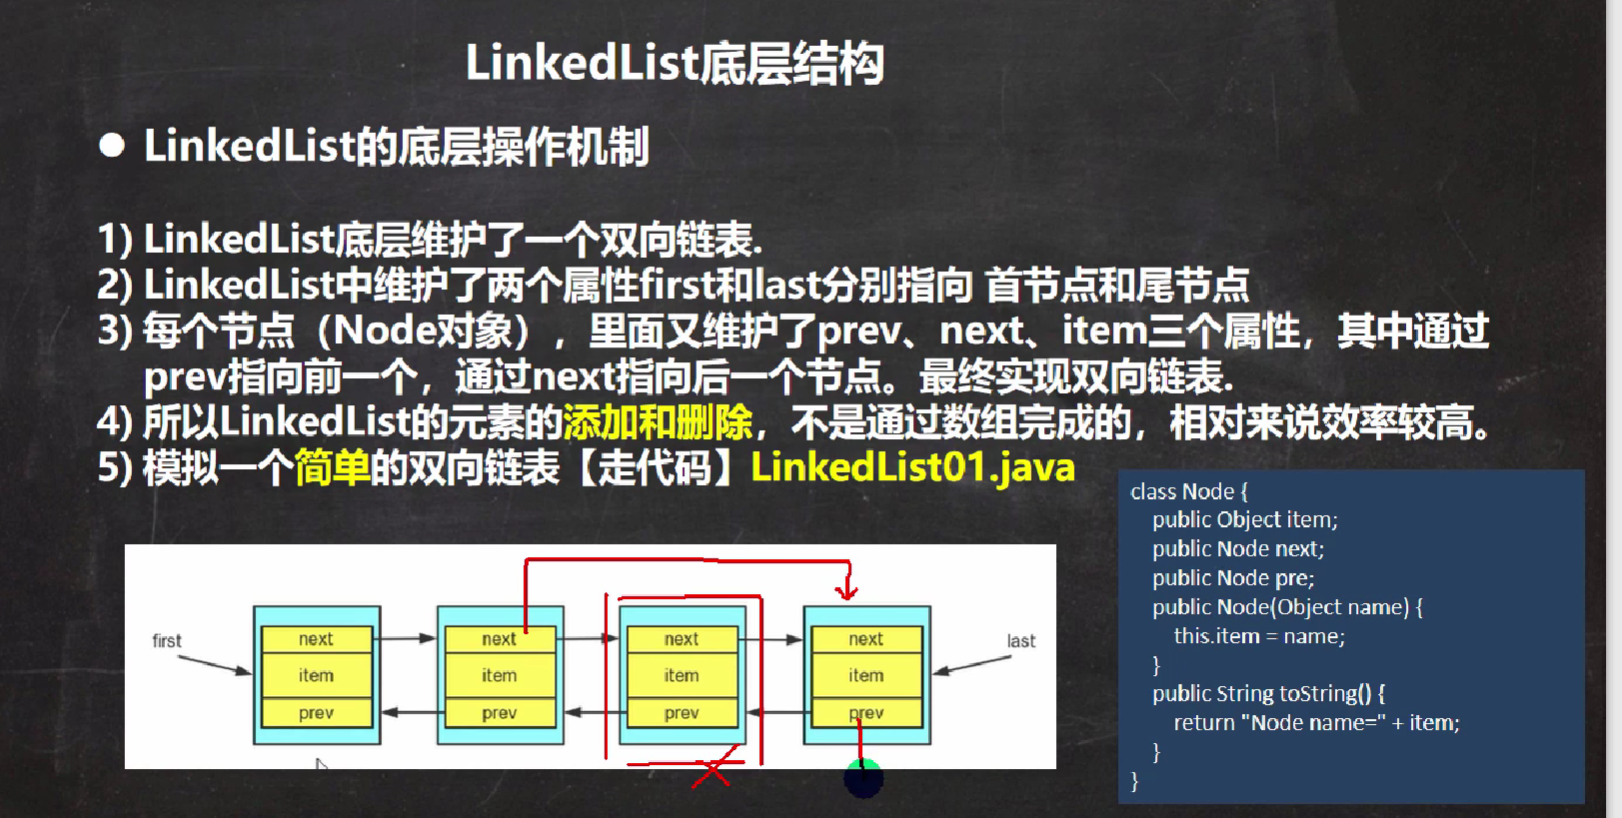 LinkedList底层结构
● LinkedList的底层操作机制
1) LinkedList底层维护了一个双向链表.
2) LinkedList中维护了两个属性first和last分别指向 首节点和尾节点
3) 每个节点（Node对象），里面又维护了prev、next、item三个属性，其中通过
prev指向前一个，通过next指向后一个节点。最终实现双向链表.
4) 所以LinkedList的元素的添加和删除，不是通过数组完成的，相对来说效率较高。
5) 模拟一个简单的双向链表【走代码】LinkedList01.java
class Node {
public Object item;
public Node next;
public Node pre;
public Node(Object name) {
this.item = name;
}
public String toString() {
return "Node name=" + item;
}
}
first next next next next last
item item item item
prev prev prev prev